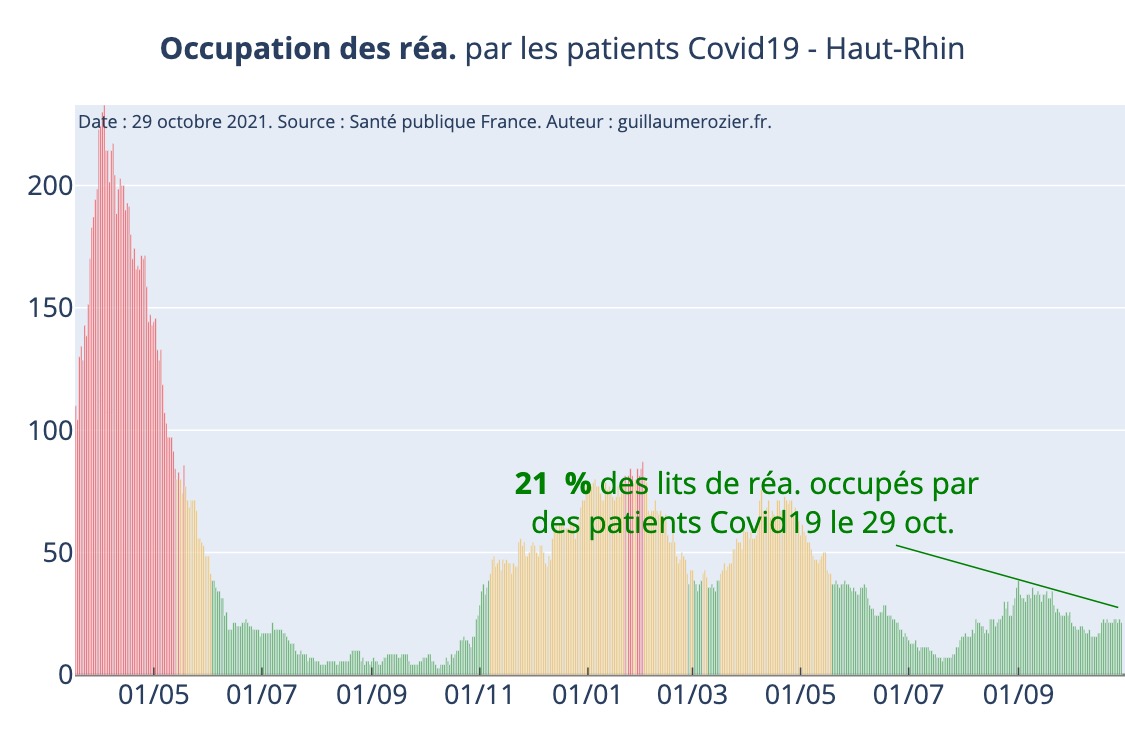 Occupation des réa. par les patients Covid19 - Haut-Rhin
Date : 29 octobre 2021. Source : Santé publique France. Auteur : guillaumerozier.fr.
200
150
100
50
0
21  % des lits de réa. occupés par
des patients Covid19 le 29 oct.
01/05 01/07 01/09 01/11 01/01 01/03 01/05 01/07 01/09